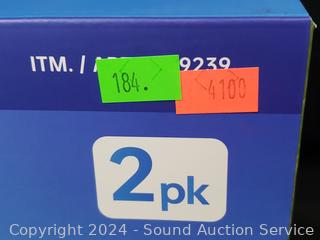 ITM. / A 9239
184.
4100
2pk
Copyright © 2024 - Sound Auction Service